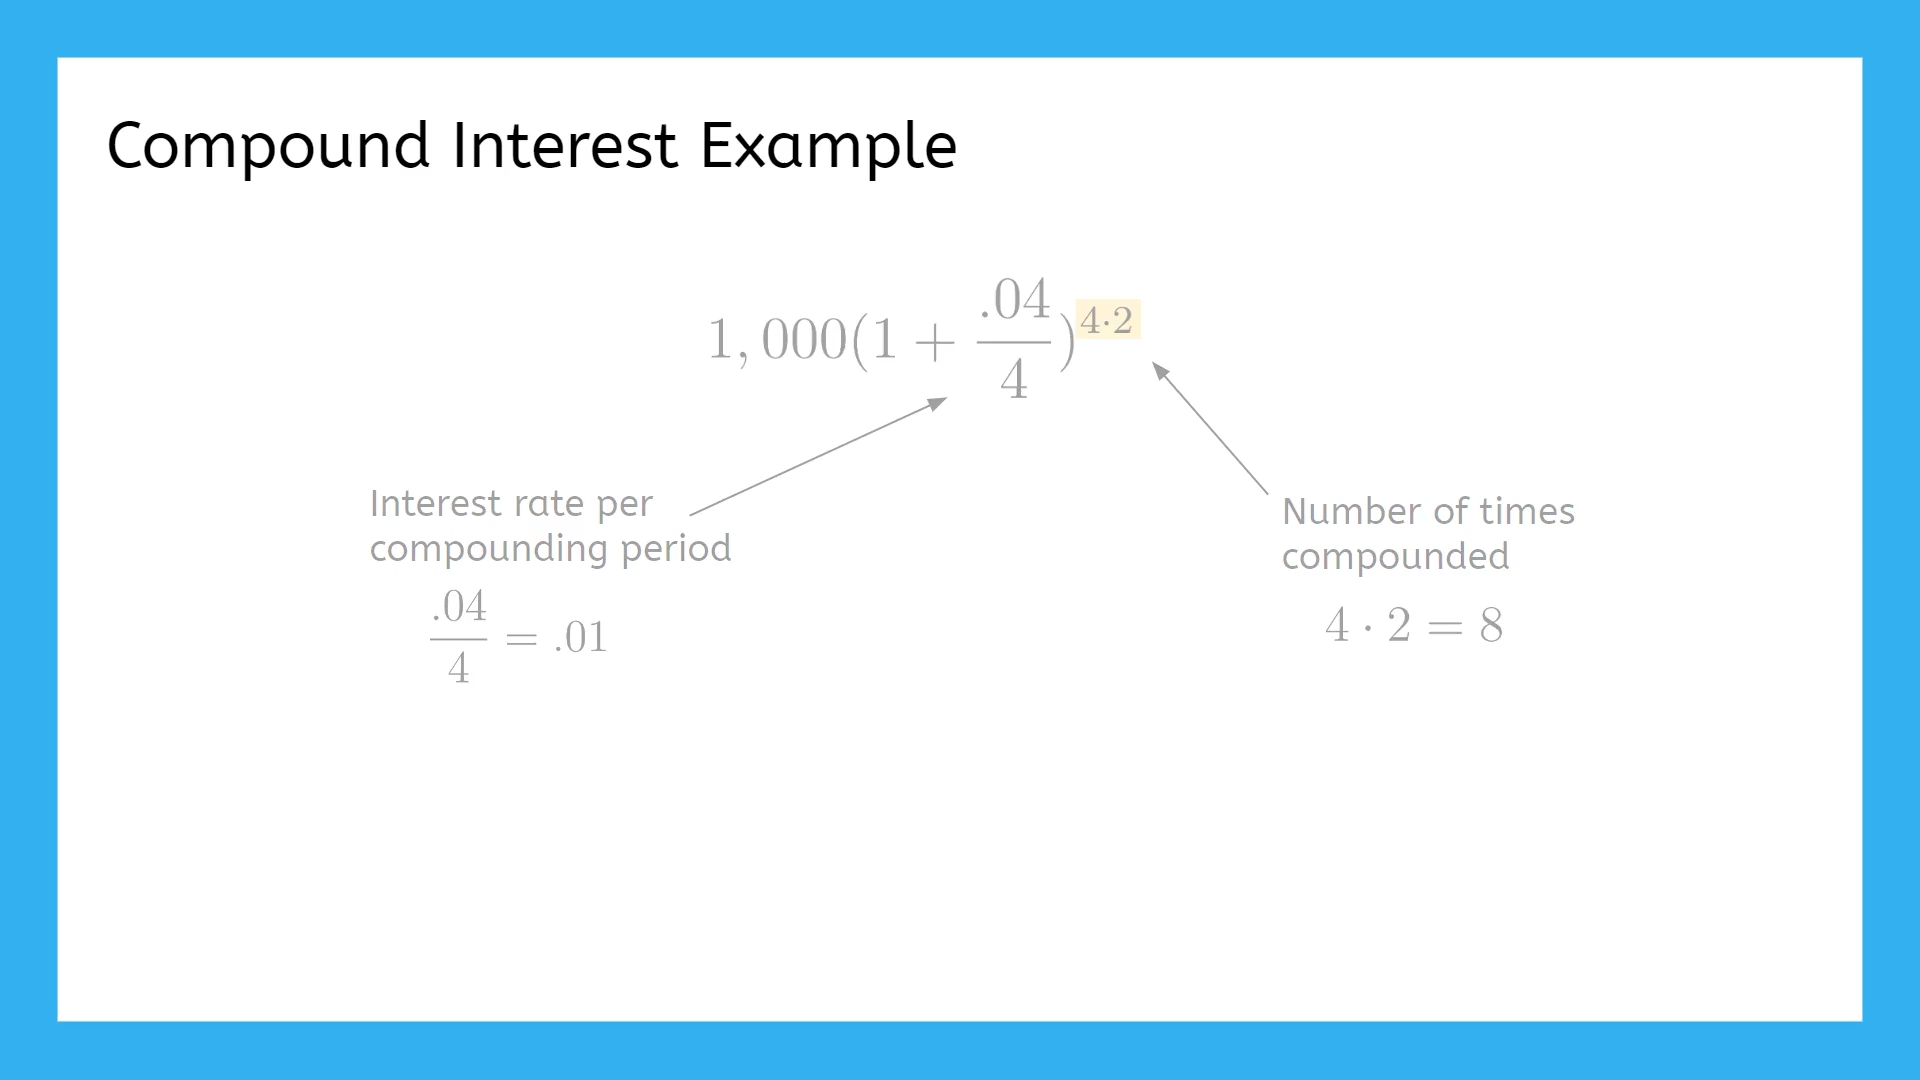 Compound Interest Example
1,000(1 + .04/4)^4·2
Interest rate per
compounding period
.04/4 = .01
Number of times
compounded
4 · 2 = 8